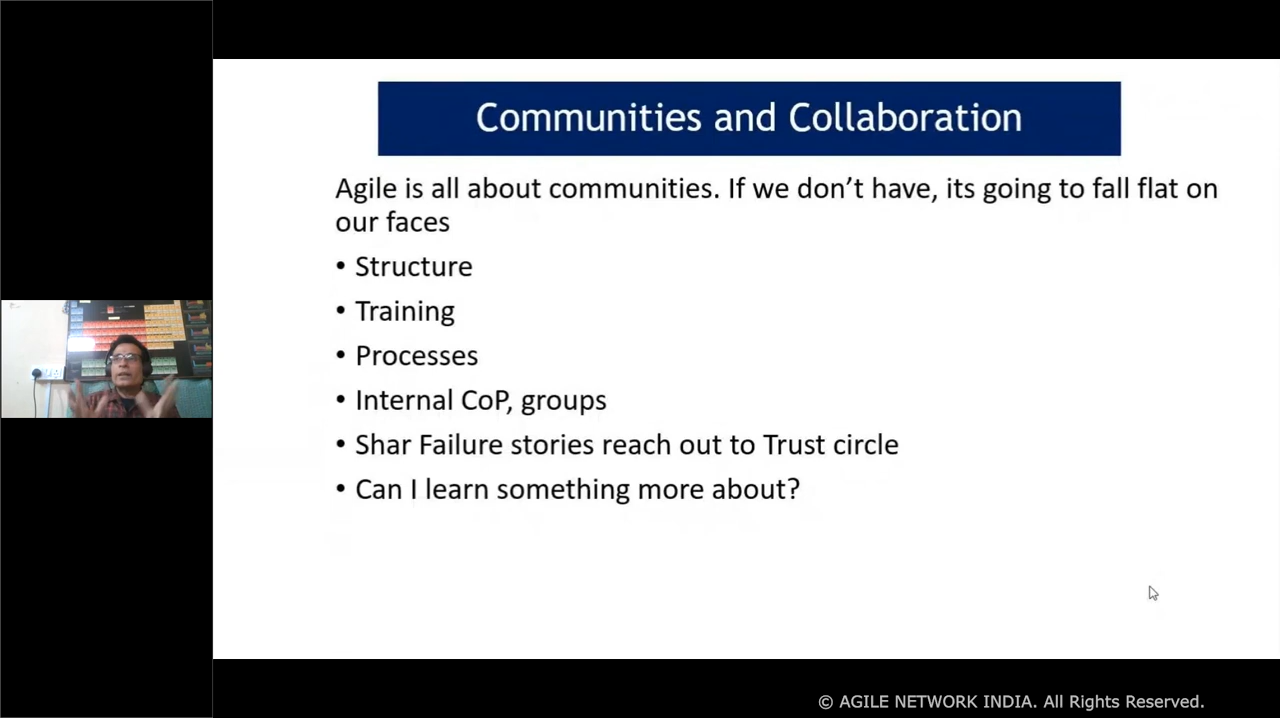 Communities and Collaboration
Agile is all about communities. If we don’t have, its going to fall flat on
our faces
• Structure
• Training
• Processes
• Internal CoP, groups
• Shar Failure stories reach out to Trust circle
• Can I learn something more about?
© AGILE NETWORK INDIA. All Rights Reserved.